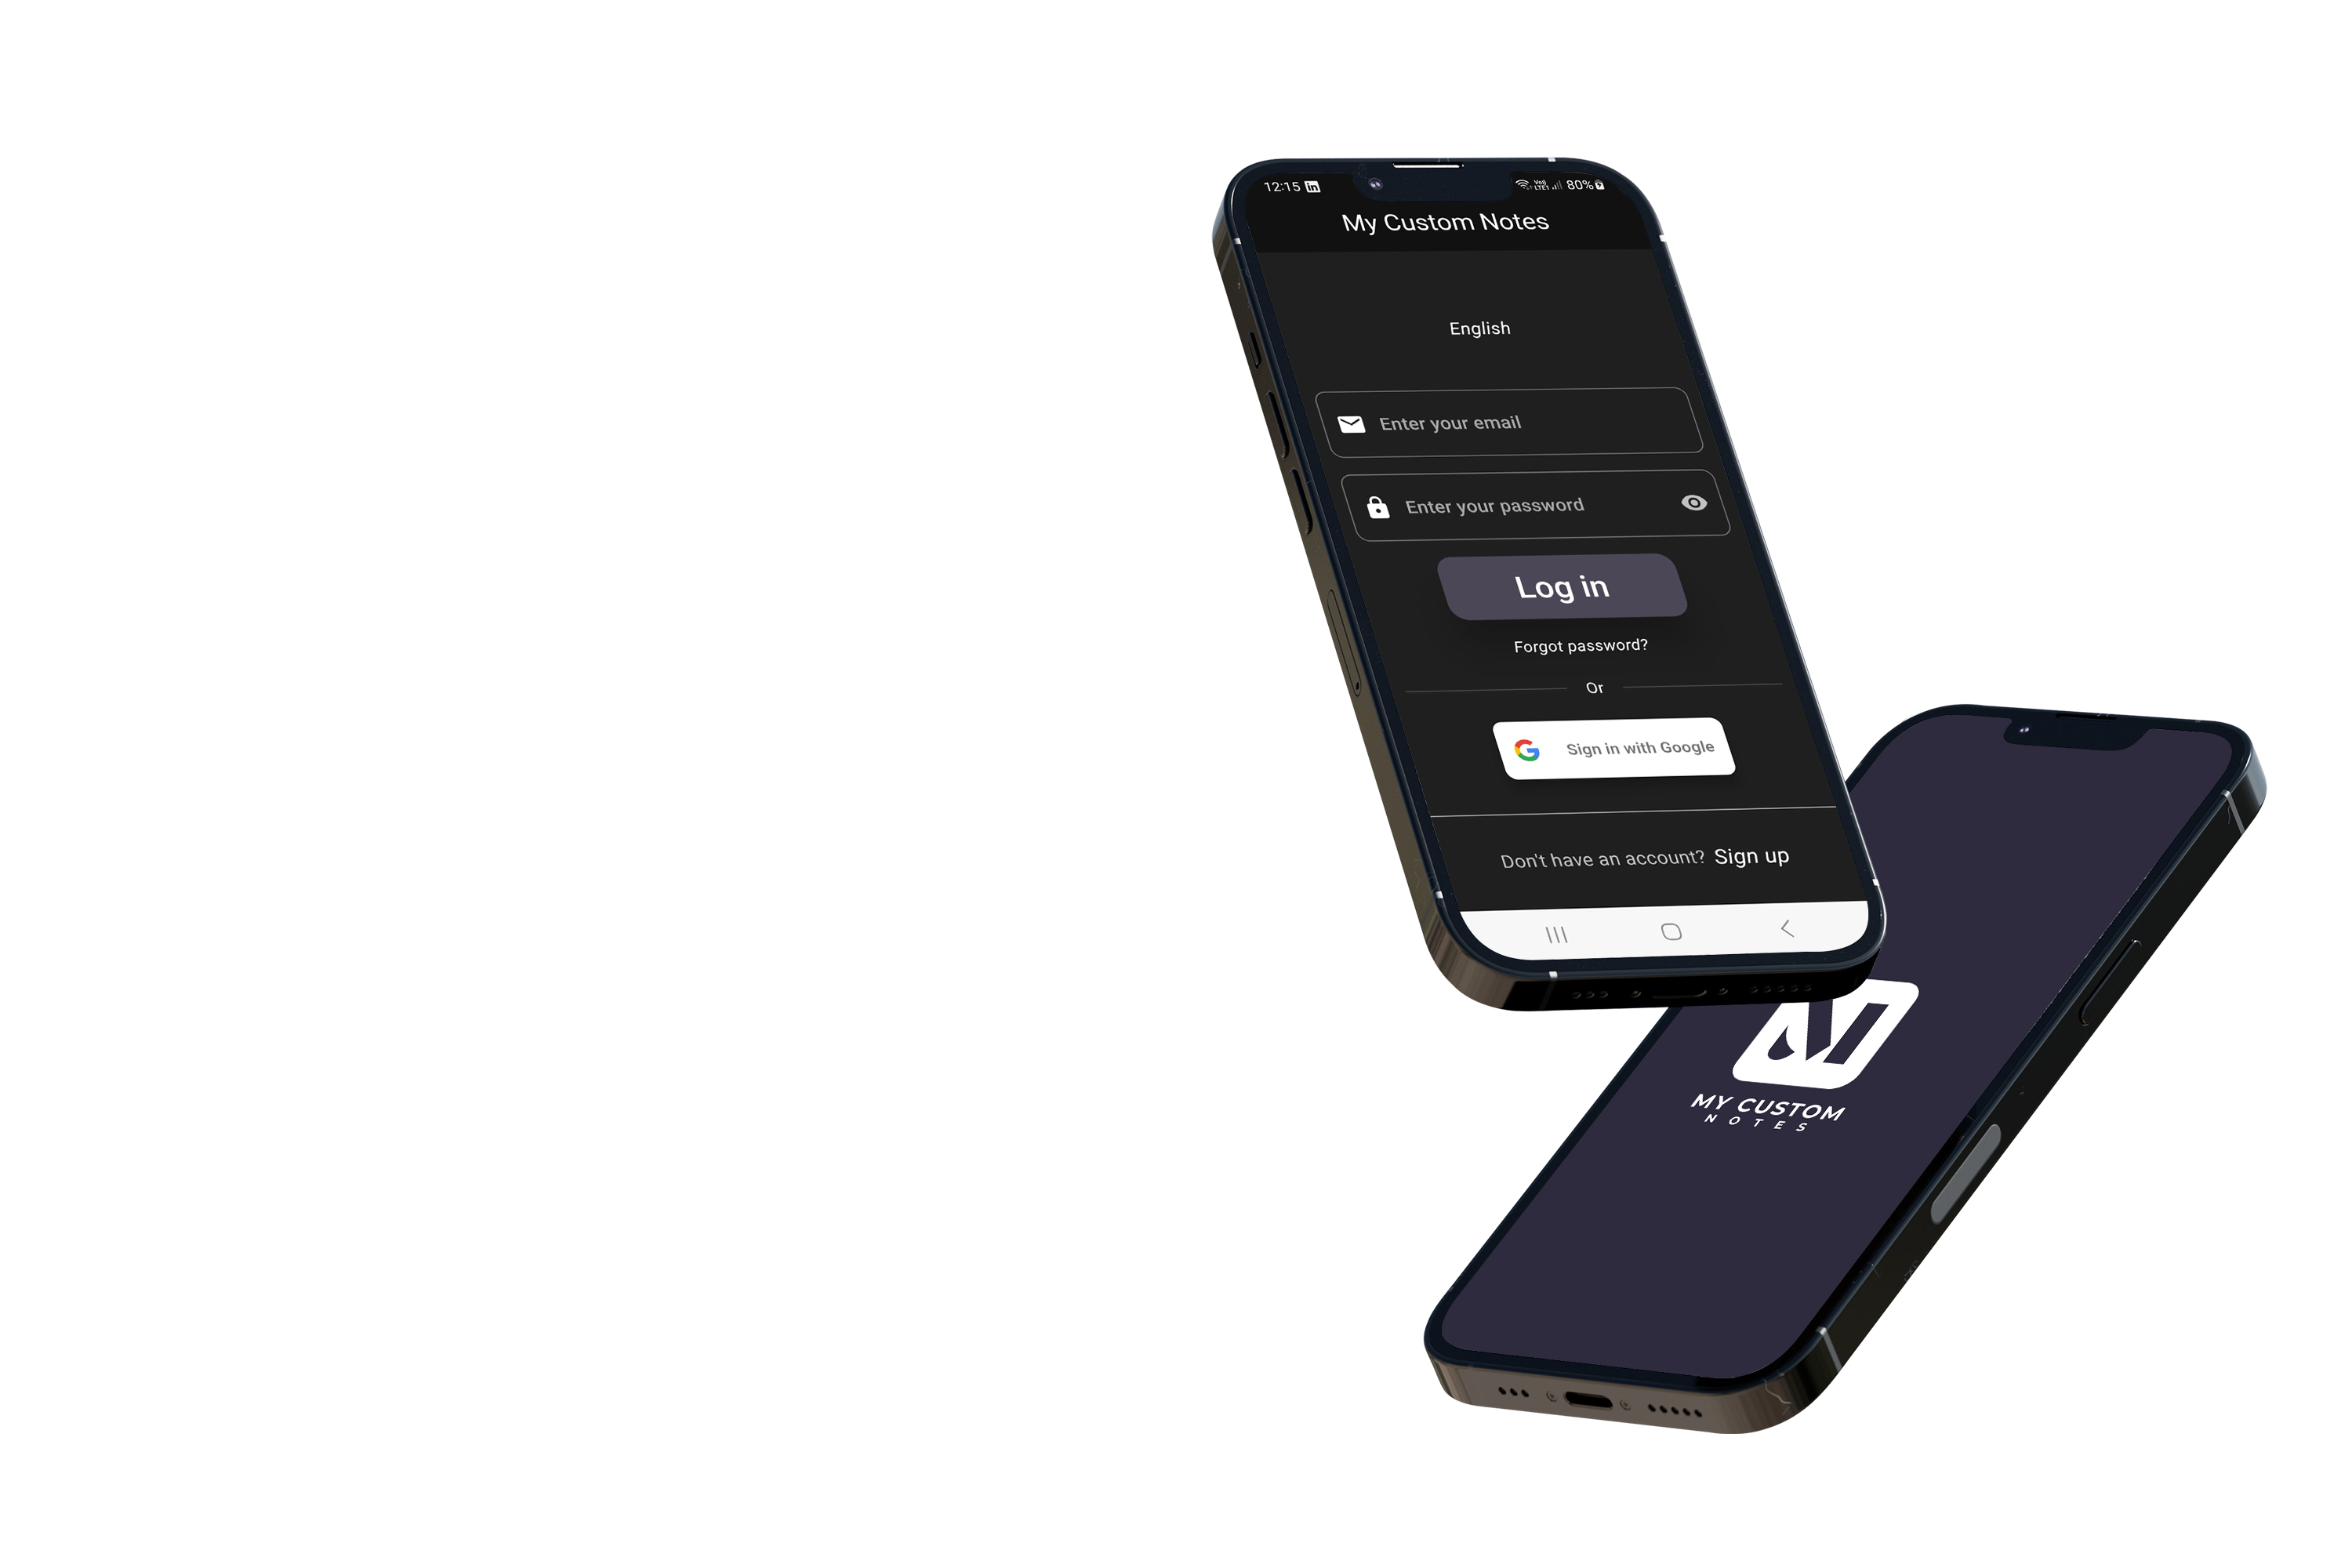 12:15 80%
My Custom Notes
English
Enter your email
Enter your password
Log in
Forgot password?
Or
Sign in with Google
Don't have an account? Sign up
MY CUSTOM
NOTES